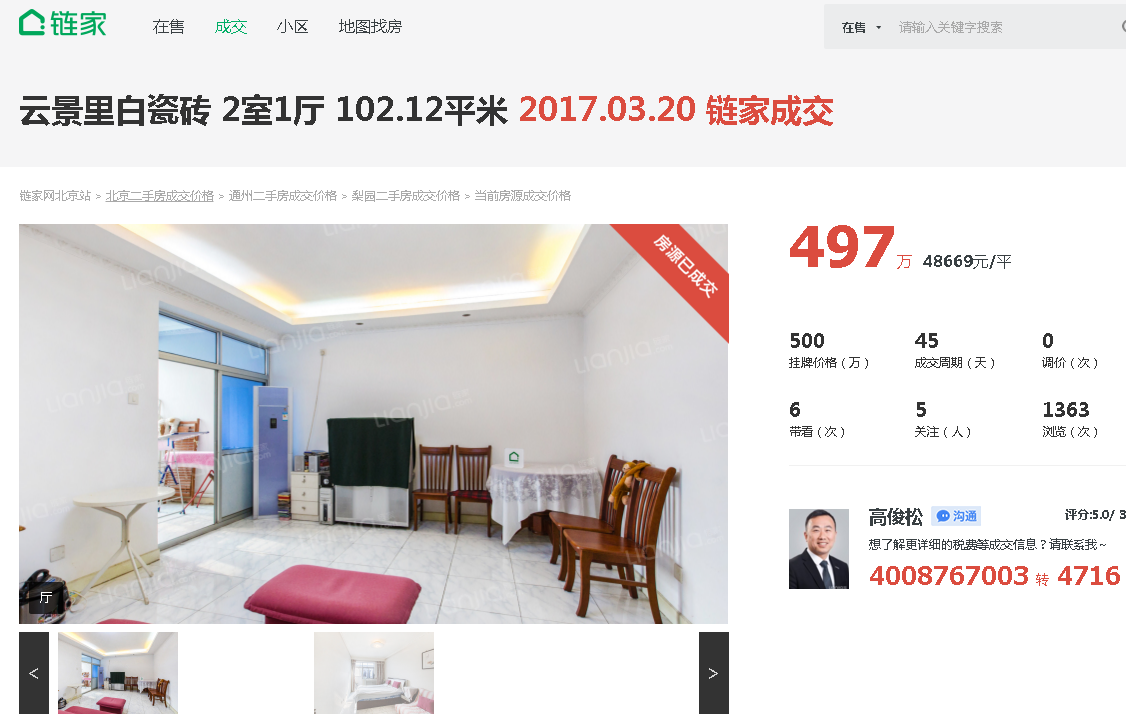 链家 在售 成交 小区 地图找房 在售 请输入关键字搜索
云景里白瓷砖 2室1厅 102.12平米 2017.03.20 链家成交
链家网北京站 > 北京二手房成交价格 > 通州二手房成交价格 > 梨园二手房成交价格 > 当前房源成交价格
房源已成交
Lianjia
厅
< >
497 万 48669元/平
500 45 0
挂牌价格（万） 成交周期（天） 调价（次）
6 5 1363
带看（次） 关注（人） 浏览（次）
高俊松 沟通 评分:5.0/ 3
想了解更详细的税费等成交信息？请联系我~
4008767003 转 4716